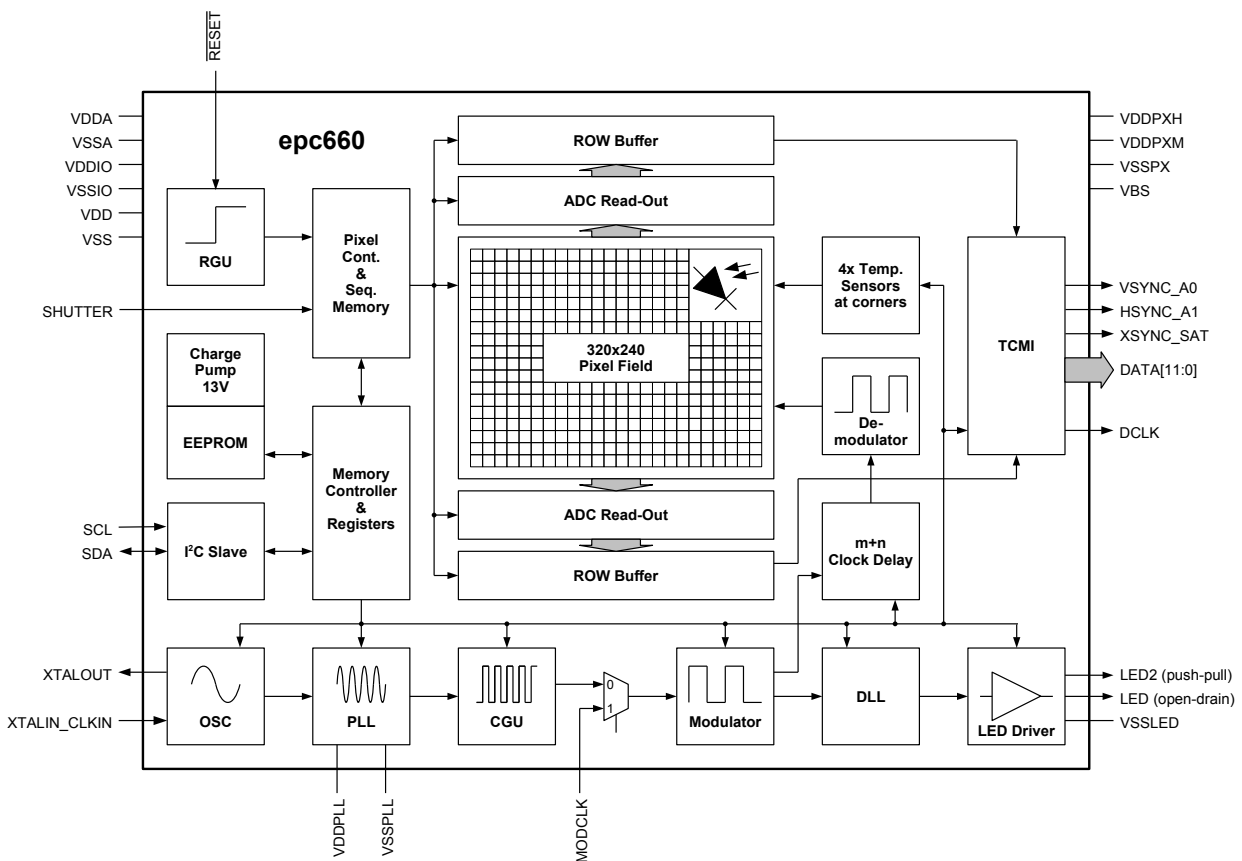 RESET
VDDA
VSSA
VDDIO
VSSIO
VDD
VSS
SHUTTER
SCL
SDA
XTALOUT
XTALIN_CLKIN
epc660
RGU
Pixel
Cont.
&
Seq.
Memory
Charge
Pump
13V
EEPROM
I²C Slave
Memory
Controller
&
Registers
ROW Buffer
ADC Read-Out
320x240
Pixel Field
ADC Read-Out
ROW Buffer
4x Temp.
Sensors
at corners
De-
modulator
m+n
Clock Delay
TCMI
OSC
PLL
CGU
0
1
Modulator
DLL
LED Driver
VDDPXH
VDDPXM
VSSPX
VBS
VSYNC_A0
HSYNC_A1
XSYNC_SAT
DATA[11:0]
DCLK
LED2 (push-pull)
LED (open-drain)
VSSLED
VDDPLL
VSSPLL
MODCLK